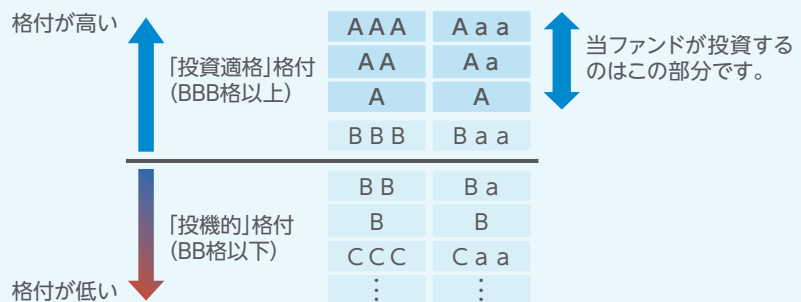 格付が高い
「投資適格」格付
(BBB格以上)
AAA Aaa
AA Aa
A A
BBB Baa
当ファンドが投資する
のはこの部分です。
「投機的」格付
(BB格以下)
BB Ba
B B
CCC Caa
⋮ ⋮
格付が低い